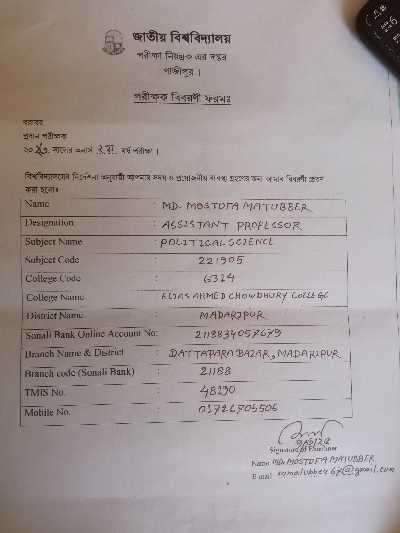 জাতীয় বিশ্ববিদ্যালয়
পরীক্ষা নিয়ন্ত্রক এর দপ্তর
গাজীপুর ।
পরীক্ষক বিবরণী ফরমঃ
বরাবর
প্রধান পরীক্ষক
সালের অনার্স ২য় বর্ষ পরীক্ষা ।
বিশ্ববিদ্যালয়ের নির্দেশনা অনুযায়ী আপনার সদয় ও প্রয়োজনীয় ব্যবস্থা গ্রহণের জন্য আমার বিবরণী প্রেরণ
করা হলোঃ
Name : MD. MOSTOFA MATUBBER
Designation : ASSISTANT PROFESSOR
Subject Name : POLITICAL SCIENCE
Subject Code : 221905
College Code : 6324
College Name : ELIAS AHMED CHOWDHURY COLLEGE
District Name : MADARIPUR
Sonali Bank Online Account No: 2118834057679
Branch Name & District : DATTAPARA BAZAR, MADARIPUR
Branch code (Sonali Bank) : 21188
TMIS No. : 48290
Mobile No. : 01724705506
Signature of Examiner
Name MD. MOSTOFA MATUBBER
E-mail : mmatubber67@gmail.com